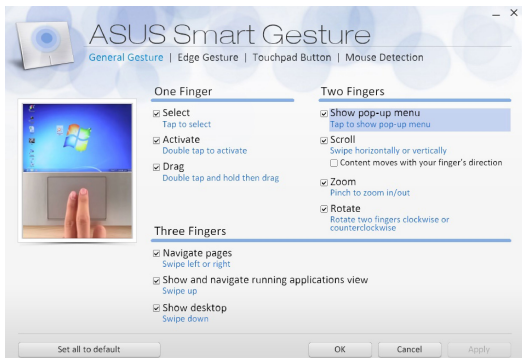 ASUS Smart Gesture
General Gesture | Edge Gesture | Touchpad Button | Mouse Detection
One Finger
Select
Tap to select
Activate
Double tap to activate
Drag
Double tap and hold then drag
Two Fingers
Show pop-up menu
Tap to show pop-up menu
Scroll
Swipe horizontally or vertically
Content moves with your finger's direction
Zoom
Pinch to zoom in/out
Rotate
Rotate two fingers clockwise or
counterclockwise
Three Fingers
Navigate pages
Swipe left or right
Show and navigate running applications view
Swipe up
Show desktop
Swipe down
Set all to default
OK
Cancel
Apply